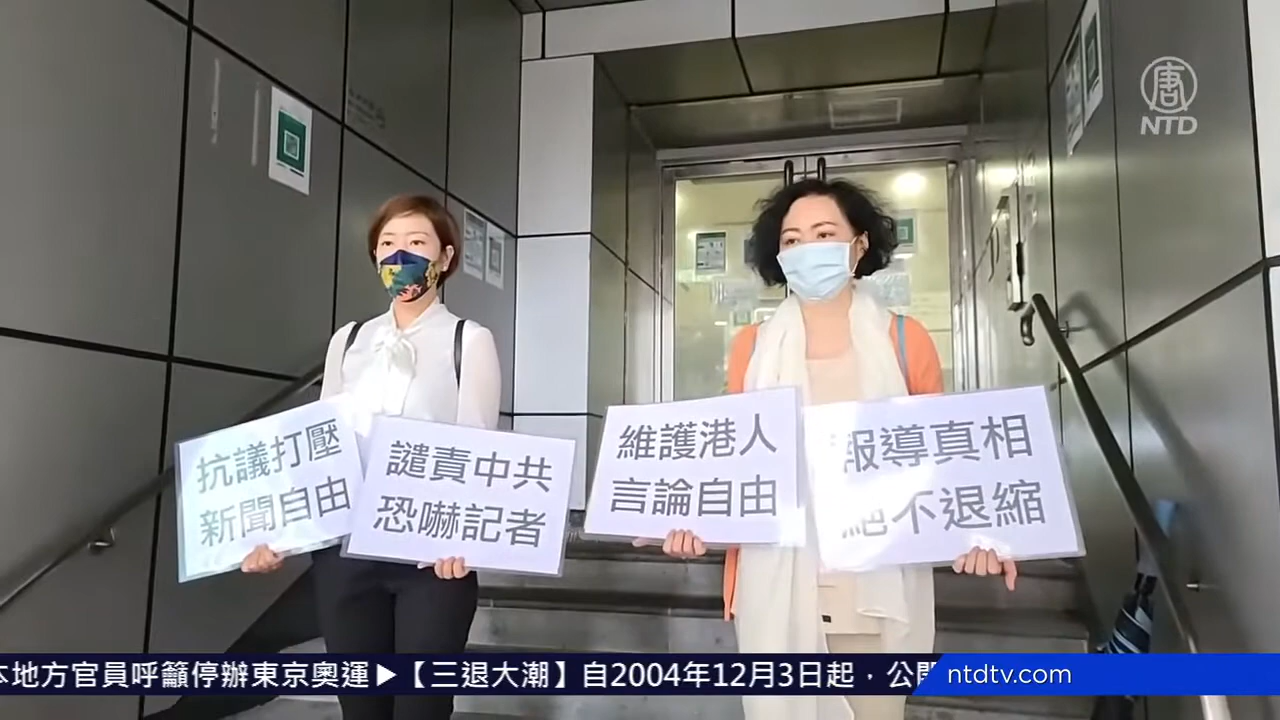 唐
NTD
抗議打壓
新聞自由
譴責中共
恐嚇記者
維護港人
言論自由
報導真相
絕不退縮
本地方官員呼籲停辦東京奧運▶【三退大潮】自2004年12月3日起，公開
ntdtv.com